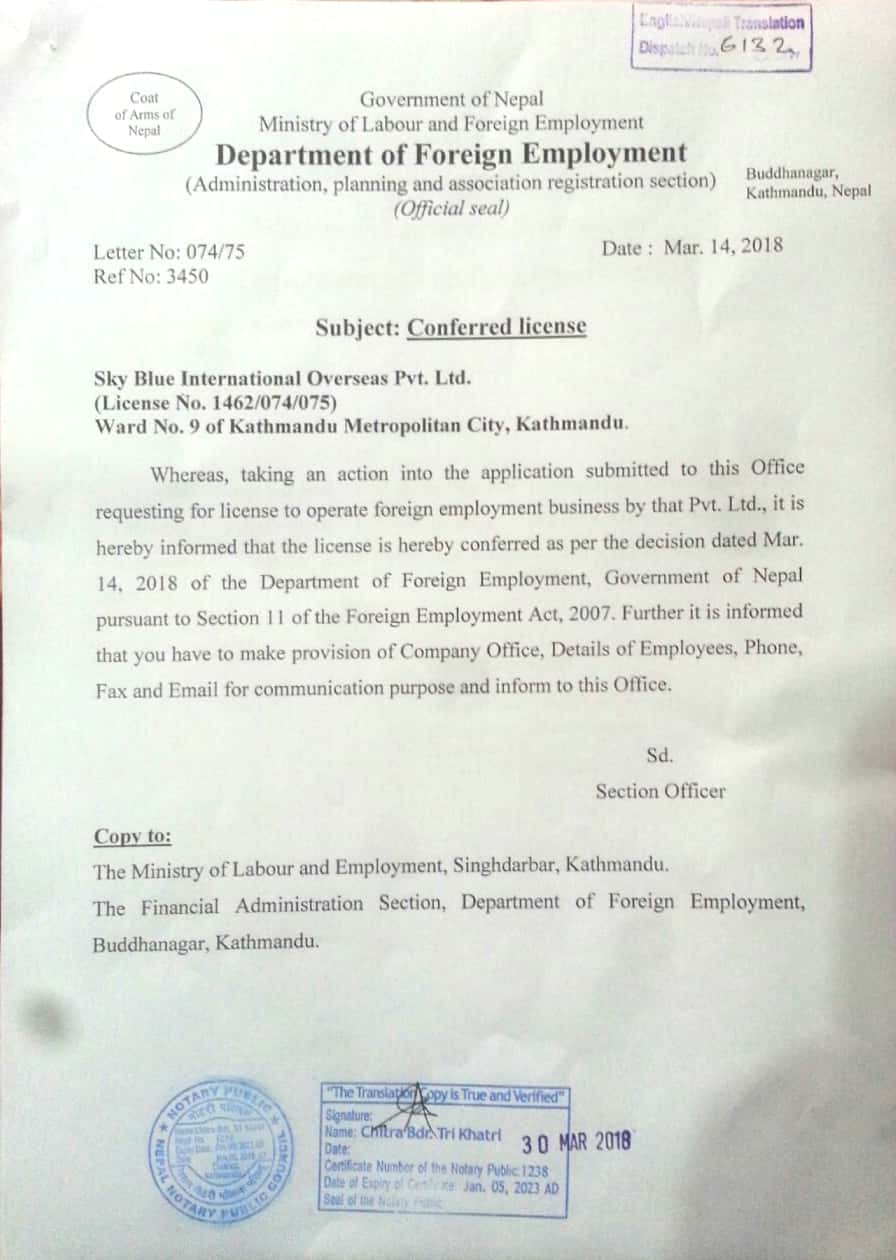 English/Nepali Translation
Dispatch No. 6132
Coat
of Arms of
Nepal
Government of Nepal
Ministry of Labour and Foreign Employment
Department of Foreign Employment
(Administration, planning and association registration section)
(Official seal)
Buddhanagar,
Kathmandu, Nepal
Letter No: 074/75
Date : Mar. 14, 2018
Ref No: 3450
Subject: Conferred license
Sky Blue International Overseas Pvt. Ltd.
(License No. 1462/074/075)
Ward No. 9 of Kathmandu Metropolitan City, Kathmandu.
Whereas, taking an action into the application submitted to this Office
requesting for license to operate foreign employment business by that Pvt. Ltd., it is
hereby informed that the license is hereby conferred as per the decision dated Mar.
14, 2018 of the Department of Foreign Employment, Government of Nepal
pursuant to Section 11 of the Foreign Employment Act, 2007. Further it is informed
that you have to make provision of Company Office, Details of Employees, Phone,
Fax and Email for communication purpose and inform to this Office.
Sd.
Section Officer
Copy to:
The Ministry of Labour and Employment, Singhdarbar, Kathmandu.
The Financial Administration Section, Department of Foreign Employment,
Buddhanagar, Kathmandu.
NOTARY PUBLIC
NEPAL NOTARY PUBLIC COUNCIL
नोटरी पब्लिक
"The Translation Copy is True and Verified"
Signature:
Name: Chitra Bdr. Tri Khatri
Date: 30 MAR 2018
Certificate Number of the Notary Public: 1238
Date of Expiry of Certificate: Jan. 05, 2023 AD
Seal of the Notary Public